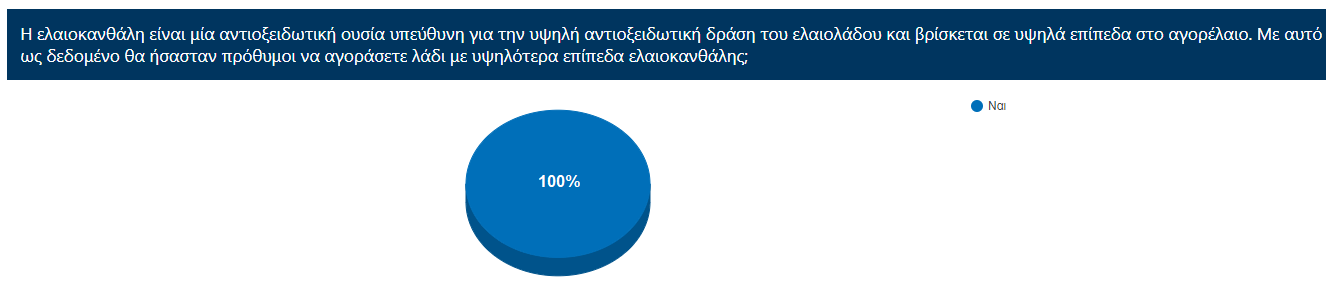 Η ελαιοκανθάλη είναι μία αντιοξειδωτική ουσία υπεύθυνη για την υψηλή αντιοξειδωτική δράση του ελαιολάδου και βρίσκεται σε υψηλά επίπεδα στο αγορέλαιο. Με αυτό
ως δεδομένο θα ήσασταν πρόθυμοι να αγοράσετε λάδι με υψηλότερα επίπεδα ελαιοκανθάλης;
Ναι
100%